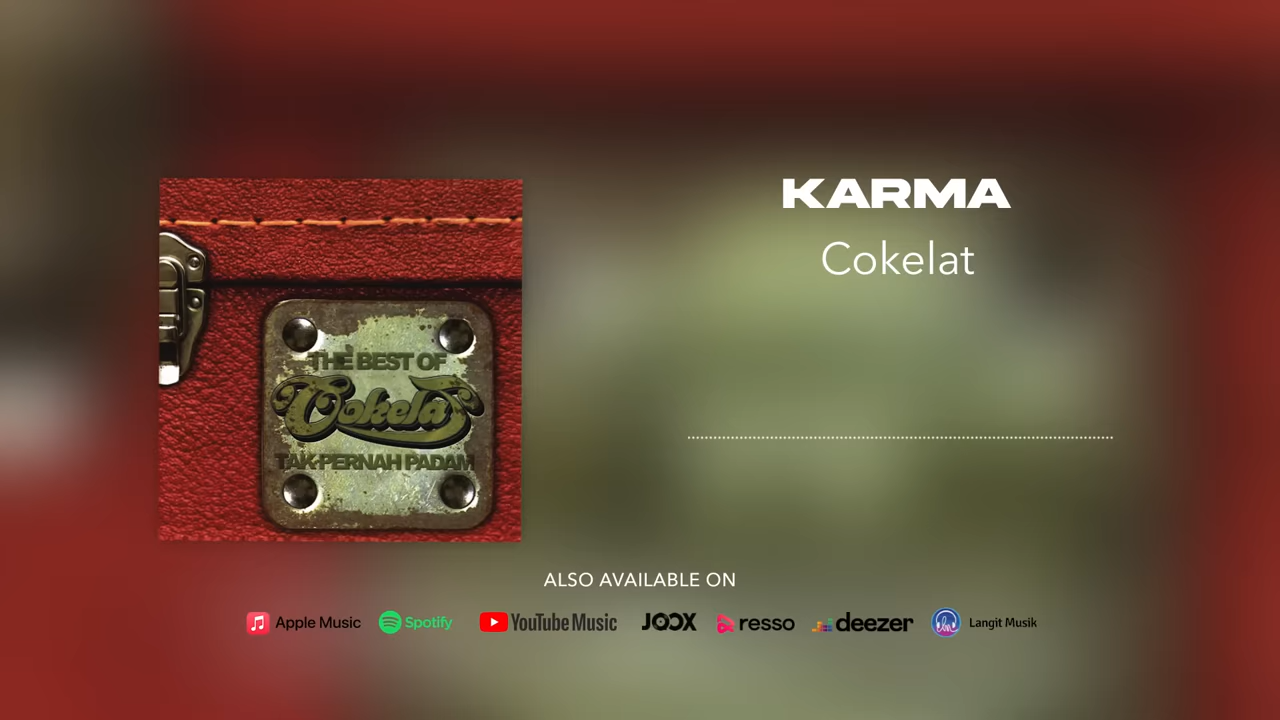 KARMA
Cokelat
THE BEST OF
Cokelat
TAK PERNAH PADAM
ALSO AVAILABLE ON
Apple Music Spotify YouTube Music JOOX resso deezer Langit Musik